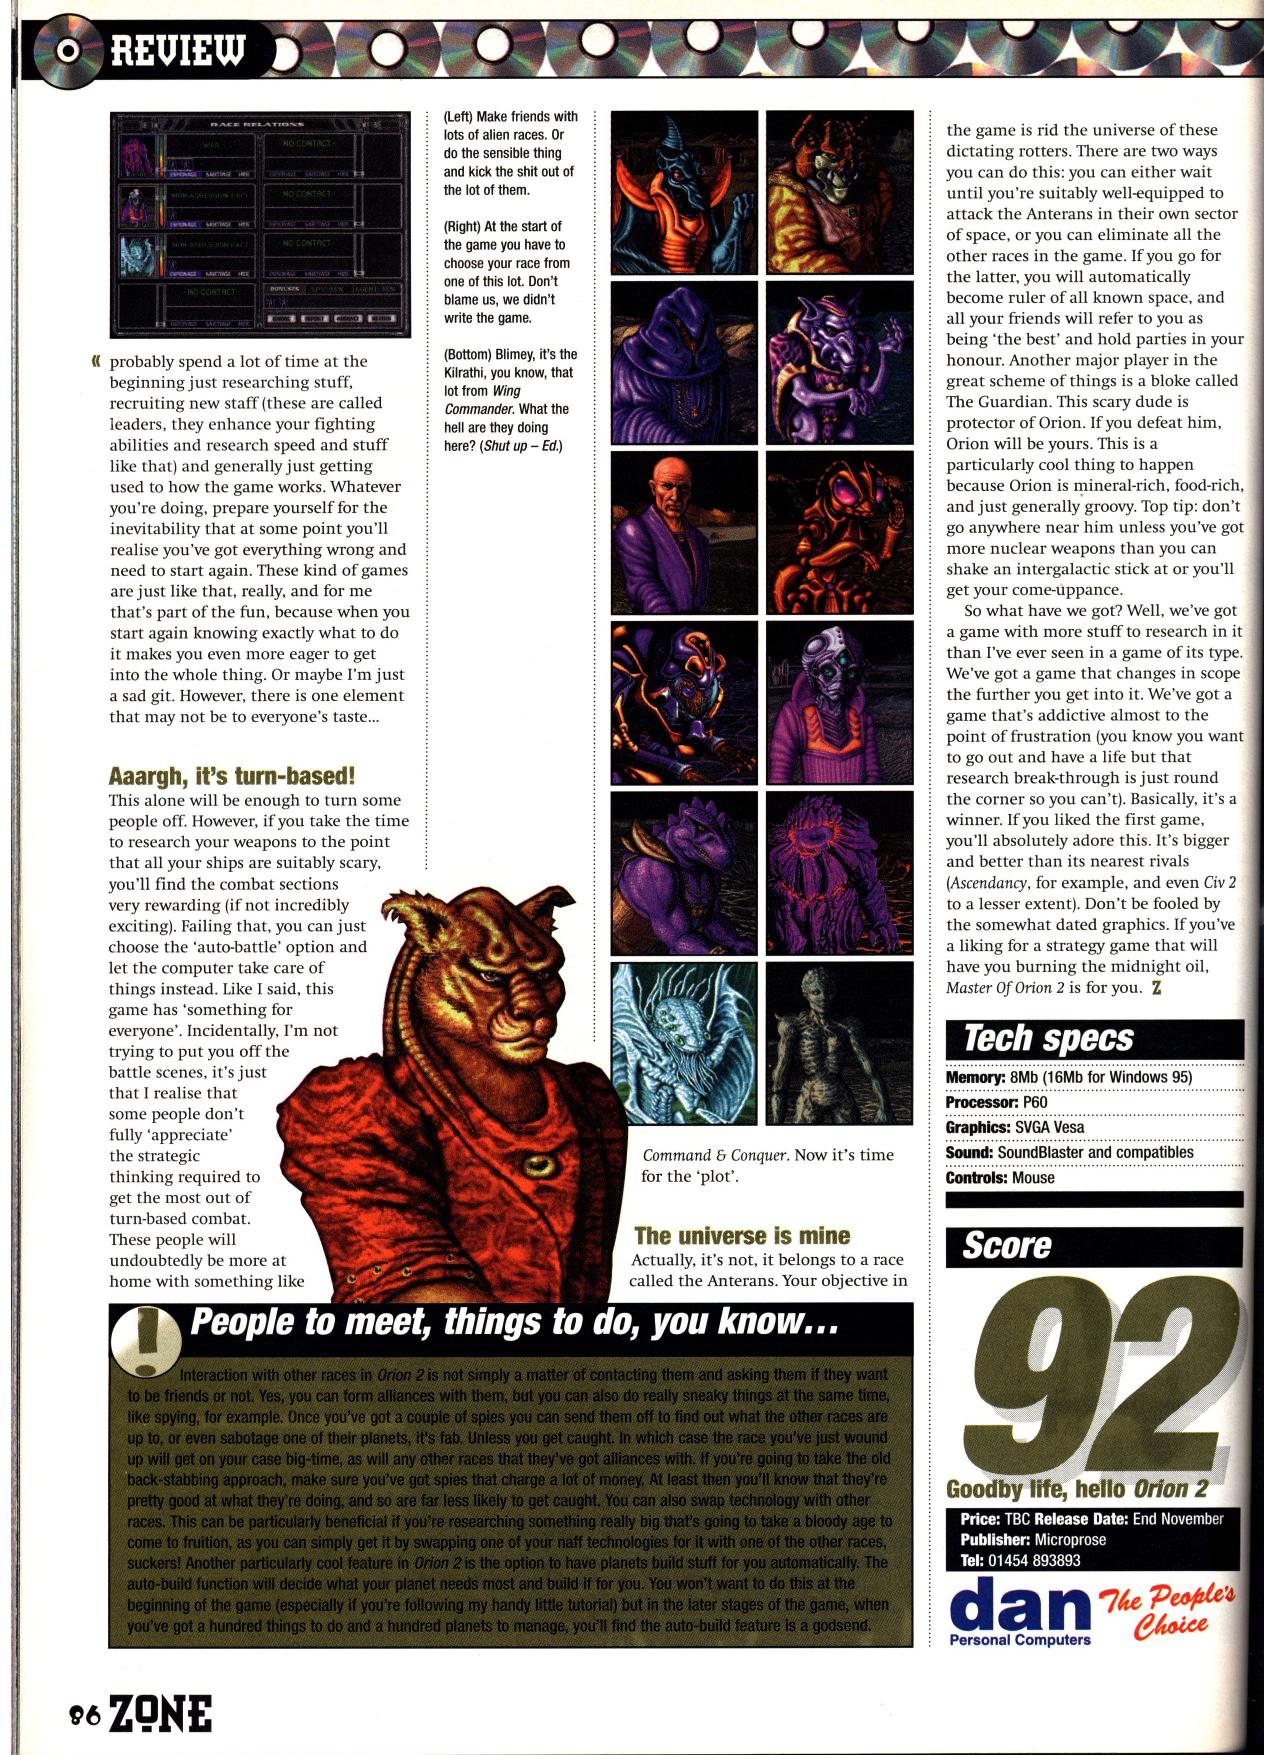 REVIEW
RACE RELATIONS
WAR
- NO CONTACT -
ESPIONAGE SABOTAGE HIDE
NON-AGRESSION PACT
- NO CONTACT -
ESPIONAGE SABOTAGE HIDE
NON-AGRESSION PACT
- NO CONTACT -
ESPIONAGE SABOTAGE HIDE
- NO CONTACT -
BONUSES
ESPIONAGE SABOTAGE HIDE
(Left) Make friends with
lots of alien races. Or
do the sensible thing
and kick the shit out of
the lot of them.
(Right) At the start of
the game you have to
choose your race from
one of this lot. Don't
blame us, we didn't
write the game.
(Bottom) Blimey, it's the
Kilrathi, you know, that
lot from Wing
Commander. What the
hell are they doing
here? (Shut up – Ed.)
« probably spend a lot of time at the
beginning just researching stuff,
recruiting new staff (these are called
leaders, they enhance your fighting
abilities and research speed and stuff
like that) and generally just getting
used to how the game works. Whatever
you're doing, prepare yourself for the
inevitability that at some point you'll
realise you've got everything wrong and
need to start again. These kind of games
are just like that, really, and for me
that's part of the fun, because when you
start again knowing exactly what to do
it makes you even more eager to get
into the whole thing. Or maybe I'm just
a sad git. However, there is one element
that may not be to everyone's taste...
Aaargh, it's turn-based!
This alone will be enough to turn some
people off. However, if you take the time
to research your weapons to the point
that all your ships are suitably scary,
you'll find the combat sections
very rewarding (if not incredibly
exciting). Failing that, you can just
choose the 'auto-battle' option and
let the computer take care of
things instead. Like I said, this
game has 'something for
everyone'. Incidentally, I'm not
trying to put you off the
battle scenes, it's just
that I realise that
some people don't
fully 'appreciate'
the strategic
thinking required to
get the most out of
turn-based combat.
These people will
undoubtedly be more at
home with something like
Command & Conquer. Now it's time
for the 'plot'.
The universe is mine
Actually, it's not, it belongs to a race
called the Anterans. Your objective in
the game is rid the universe of these
dictating rotters. There are two ways
you can do this: you can either wait
until you're suitably well-equipped to
attack the Anterans in their own sector
of space, or you can eliminate all the
other races in the game. If you go for
the latter, you will automatically
become ruler of all known space, and
all your friends will refer to you as
being 'the best' and hold parties in your
honour. Another major player in the
great scheme of things is a bloke called
The Guardian. This scary dude is
protector of Orion. If you defeat him,
Orion will be yours. This is a
particularly cool thing to happen
because Orion is mineral-rich, food-rich,
and just generally groovy. Top tip: don't
go anywhere near him unless you've got
more nuclear weapons than you can
shake an intergalactic stick at or you'll
get your come-uppance.
So what have we got? Well, we've got
a game with more stuff to research in it
than I've ever seen in a game of its type.
We've got a game that changes in scope
the further you get into it. We've got a
game that's addictive almost to the
point of frustration (you know you want
to go out and have a life but that
research break-through is just round
the corner so you can't). Basically, it's a
winner. If you liked the first game,
you'll absolutely adore this. It's bigger
and better than its nearest rivals
(Ascendancy, for example, and even Civ 2
to a lesser extent). Don't be fooled by
the somewhat dated graphics. If you've
a liking for a strategy game that will
have you burning the midnight oil,
Master Of Orion 2 is for you. Z
Tech specs
Memory: 8Mb (16Mb for Windows 95)
Processor: P60
Graphics: SVGA Vesa
Sound: SoundBlaster and compatibles
Controls: Mouse
Score
92
Goodby life, hello Orion 2
Price: TBC Release Date: End November
Publisher: Microprose
Tel: 01454 893893
dan The People's
Personal Computers Choice
! People to meet, things to do, you know...
Interaction with other races in Orion 2 is not simply a matter of contacting them and asking them if they want
to be friends or not. Yes, you can form alliances with them, but you can also do really sneaky things at the same time,
like spying, for example. Once you've got a couple of spies you can send them off to find out what the other races are
up to, or even sabotage one of their planets, it's fab. Unless you get caught. In which case the race you've just wound
up will get on your case big-time, as will any other races that they've got alliances with. If you're going to take the old
back-stabbing approach, make sure you've got spies that charge a lot of money. At least then you'll know that they're
pretty good at what they're doing, and so are far less likely to get caught. You can also swap technology with other
races. This can be particularly beneficial if you're researching something really big that's going to take a bloody age to
come to fruition, as you can simply get it by swapping one of your naff technologies for it with one of the other races,
suckers! Another particularly cool feature in Orion 2 is the option to have planets build stuff for you automatically. The
auto-build function will decide what your planet needs most and build if for you. You won't want to do this at the
beginning of the game (especially if you're following my handy little tutorial) but in the later stages of the game, when
you've got a hundred things to do and a hundred planets to manage, you'll find the auto-build feature is a godsend.
86 ZONE